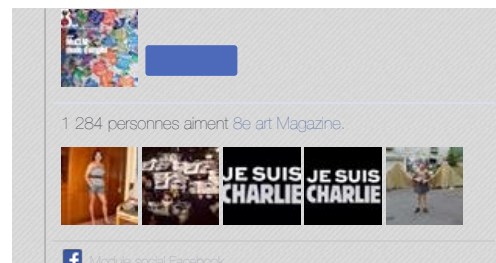 1 284 personnes aiment 8e art Magazine.
JE SUIS
CHARLIE
JE SUIS
CHARLIE
Module social Facebook